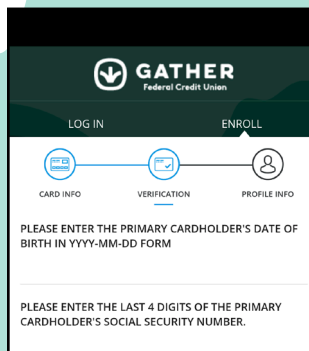 GATHER
Federal Credit Union
LOG IN ENROLL
CARD INFO VERIFICATION PROFILE INFO
PLEASE ENTER THE PRIMARY CARDHOLDER'S DATE OF
BIRTH IN YYYY-MM-DD FORM
PLEASE ENTER THE LAST 4 DIGITS OF THE PRIMARY
CARDHOLDER'S SOCIAL SECURITY NUMBER.